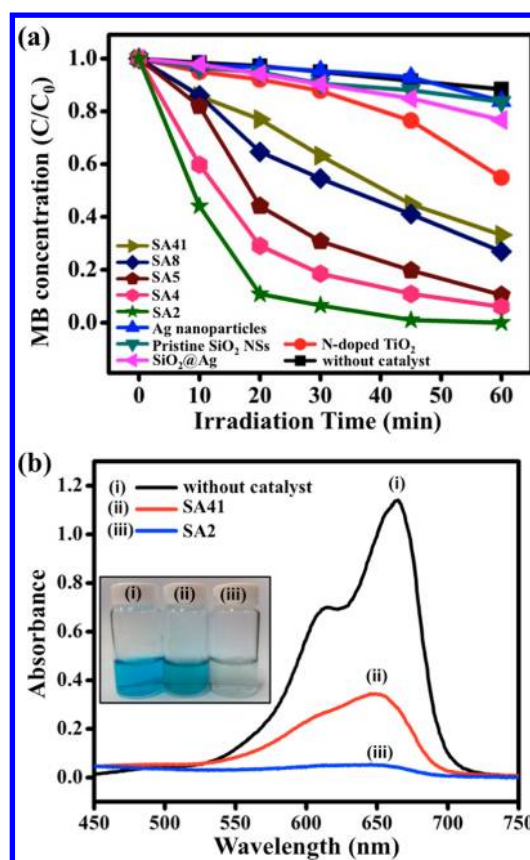 (a)
MB concentration (C/C0)
1.0
0.8
0.6
0.4
0.2
0.0
SA41
SA8
SA5
SA4
SA2
Ag nanoparticles
Pristine SiO2 NSs
SiO2@Ag
N-doped TiO2
without catalyst
0 10 20 30 40 50 60
Irradiation Time (min)
(b)
Absorbance
1.2
1.0
0.8
0.6
0.4
0.2
0.0
(i) without catalyst
(ii) SA41
(iii) SA2
(i) (ii) (iii)
(i)
(ii)
(iii)
450 500 550 600 650 700 750
Wavelength (nm)